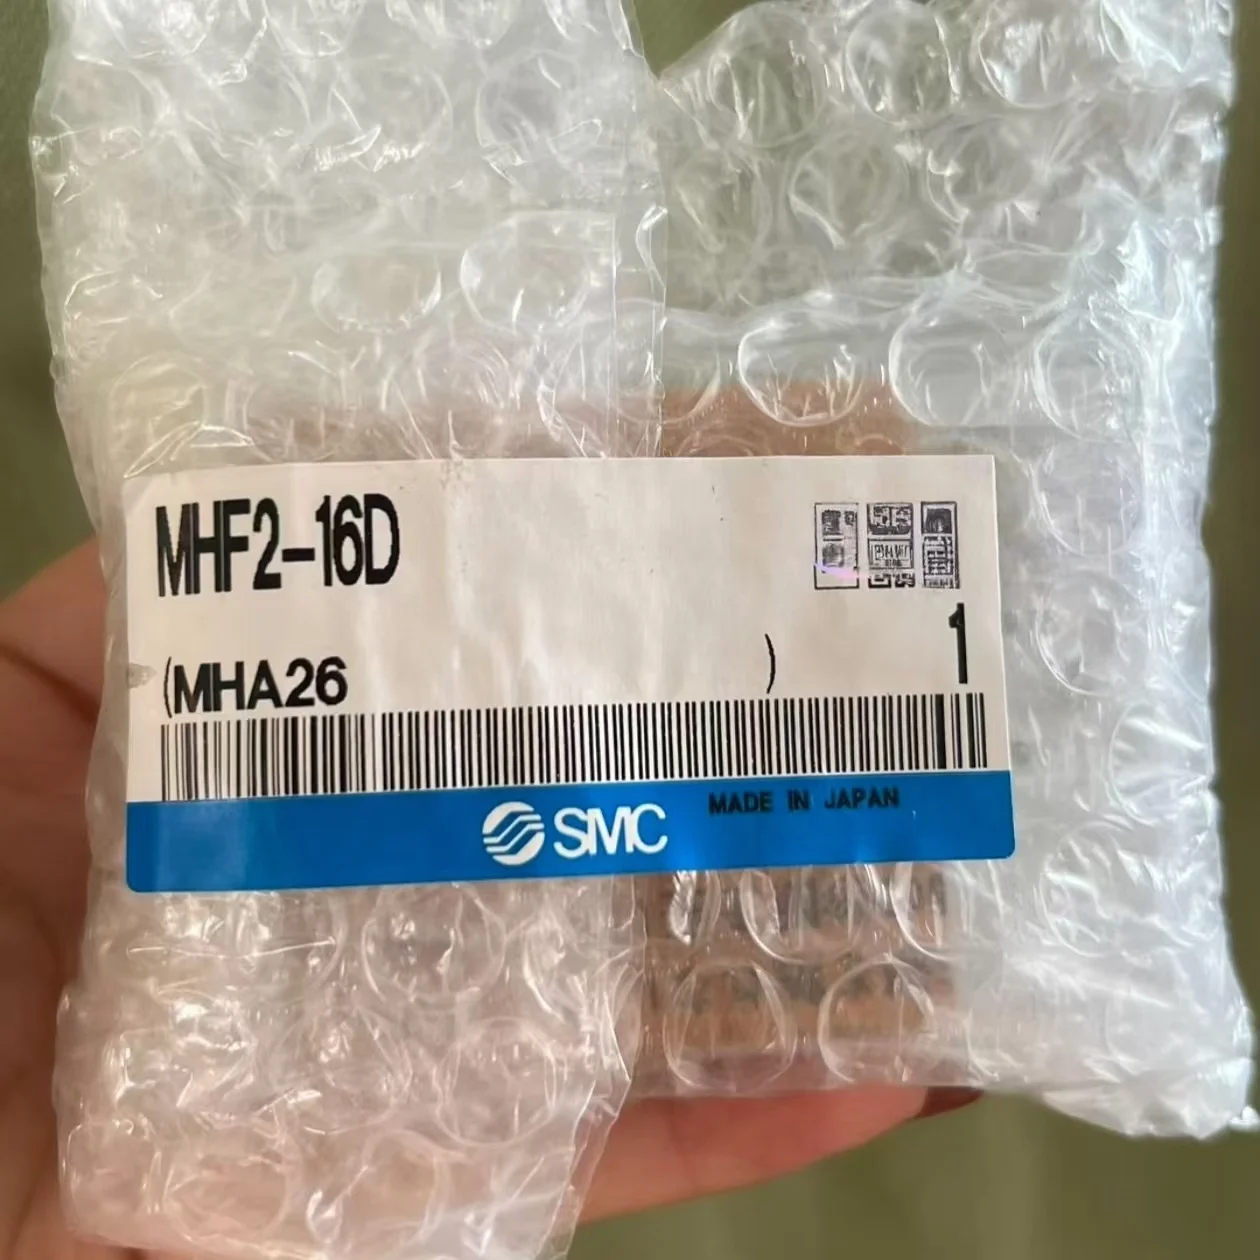 MHF2-16D
1
(MHA26 )
SMC MADE IN JAPAN